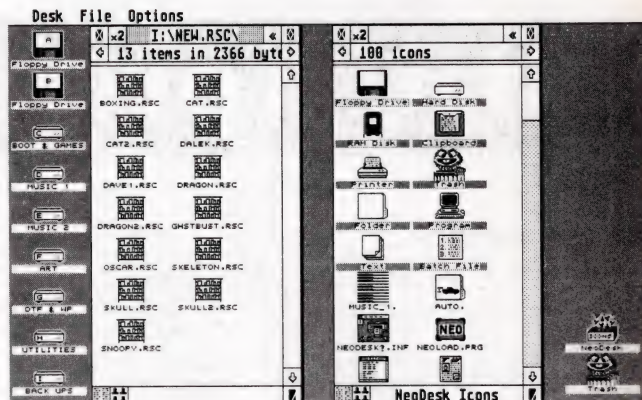 Desk File Options
A
Floppy Drive
B
Floppy Drive
C
BOOT & GAMES
D
MUSIC 1
E
MUSIC 2
F
ART
G
DTP & WP
H
UTILITIES
I
BACK UPS
x2 I:\NEW.RSC\
13 items in 2366 byte
BOXING.RSC CAT.RSC
CAT2.RSC DALEK.RSC
DAVE1.RSC DRAGON.RSC
DRAGON2.RSC GHSTBUST.RSC
OSCAR.RSC SKELETON.RSC
SKULL.RSC SKULL2.RSC
SNOOPY.RSC
x2
100 icons
Floppy Drive Hard Disk
RAM Disk Clipboard
Printer Trash
Folder Program
Text Batch File
MUSIC_1. AUTO.
NEO
NEODESK?.INF NEOLOAD.PRG
NeoDesk Icons
ICONS
NeoDesk
Trash